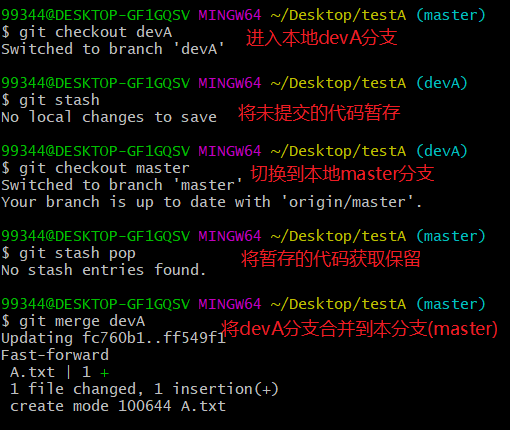 99344@DESKTOP-GF1GQSV MINGW64 ~/Desktop/testA (master)
$ git checkout devA
Switched to branch 'devA' 进入本地devA分支
99344@DESKTOP-GF1GQSV MINGW64 ~/Desktop/testA (devA)
$ git stash
No local changes to save 将未提交的代码暂存
99344@DESKTOP-GF1GQSV MINGW64 ~/Desktop/testA (devA)
$ git checkout master
Switched to branch 'master' 切换到本地master分支
Your branch is up to date with 'origin/master'.
99344@DESKTOP-GF1GQSV MINGW64 ~/Desktop/testA (master)
$ git stash pop 将暂存的代码获取保留
No stash entries found.
99344@DESKTOP-GF1GQSV MINGW64 ~/Desktop/testA (master)
$ git merge devA 将devA分支合并到本分支(master)
Updating fc760b1..ff549f1
Fast-forward
A.txt | 1 +
1 file changed, 1 insertion(+)
create mode 100644 A.txt